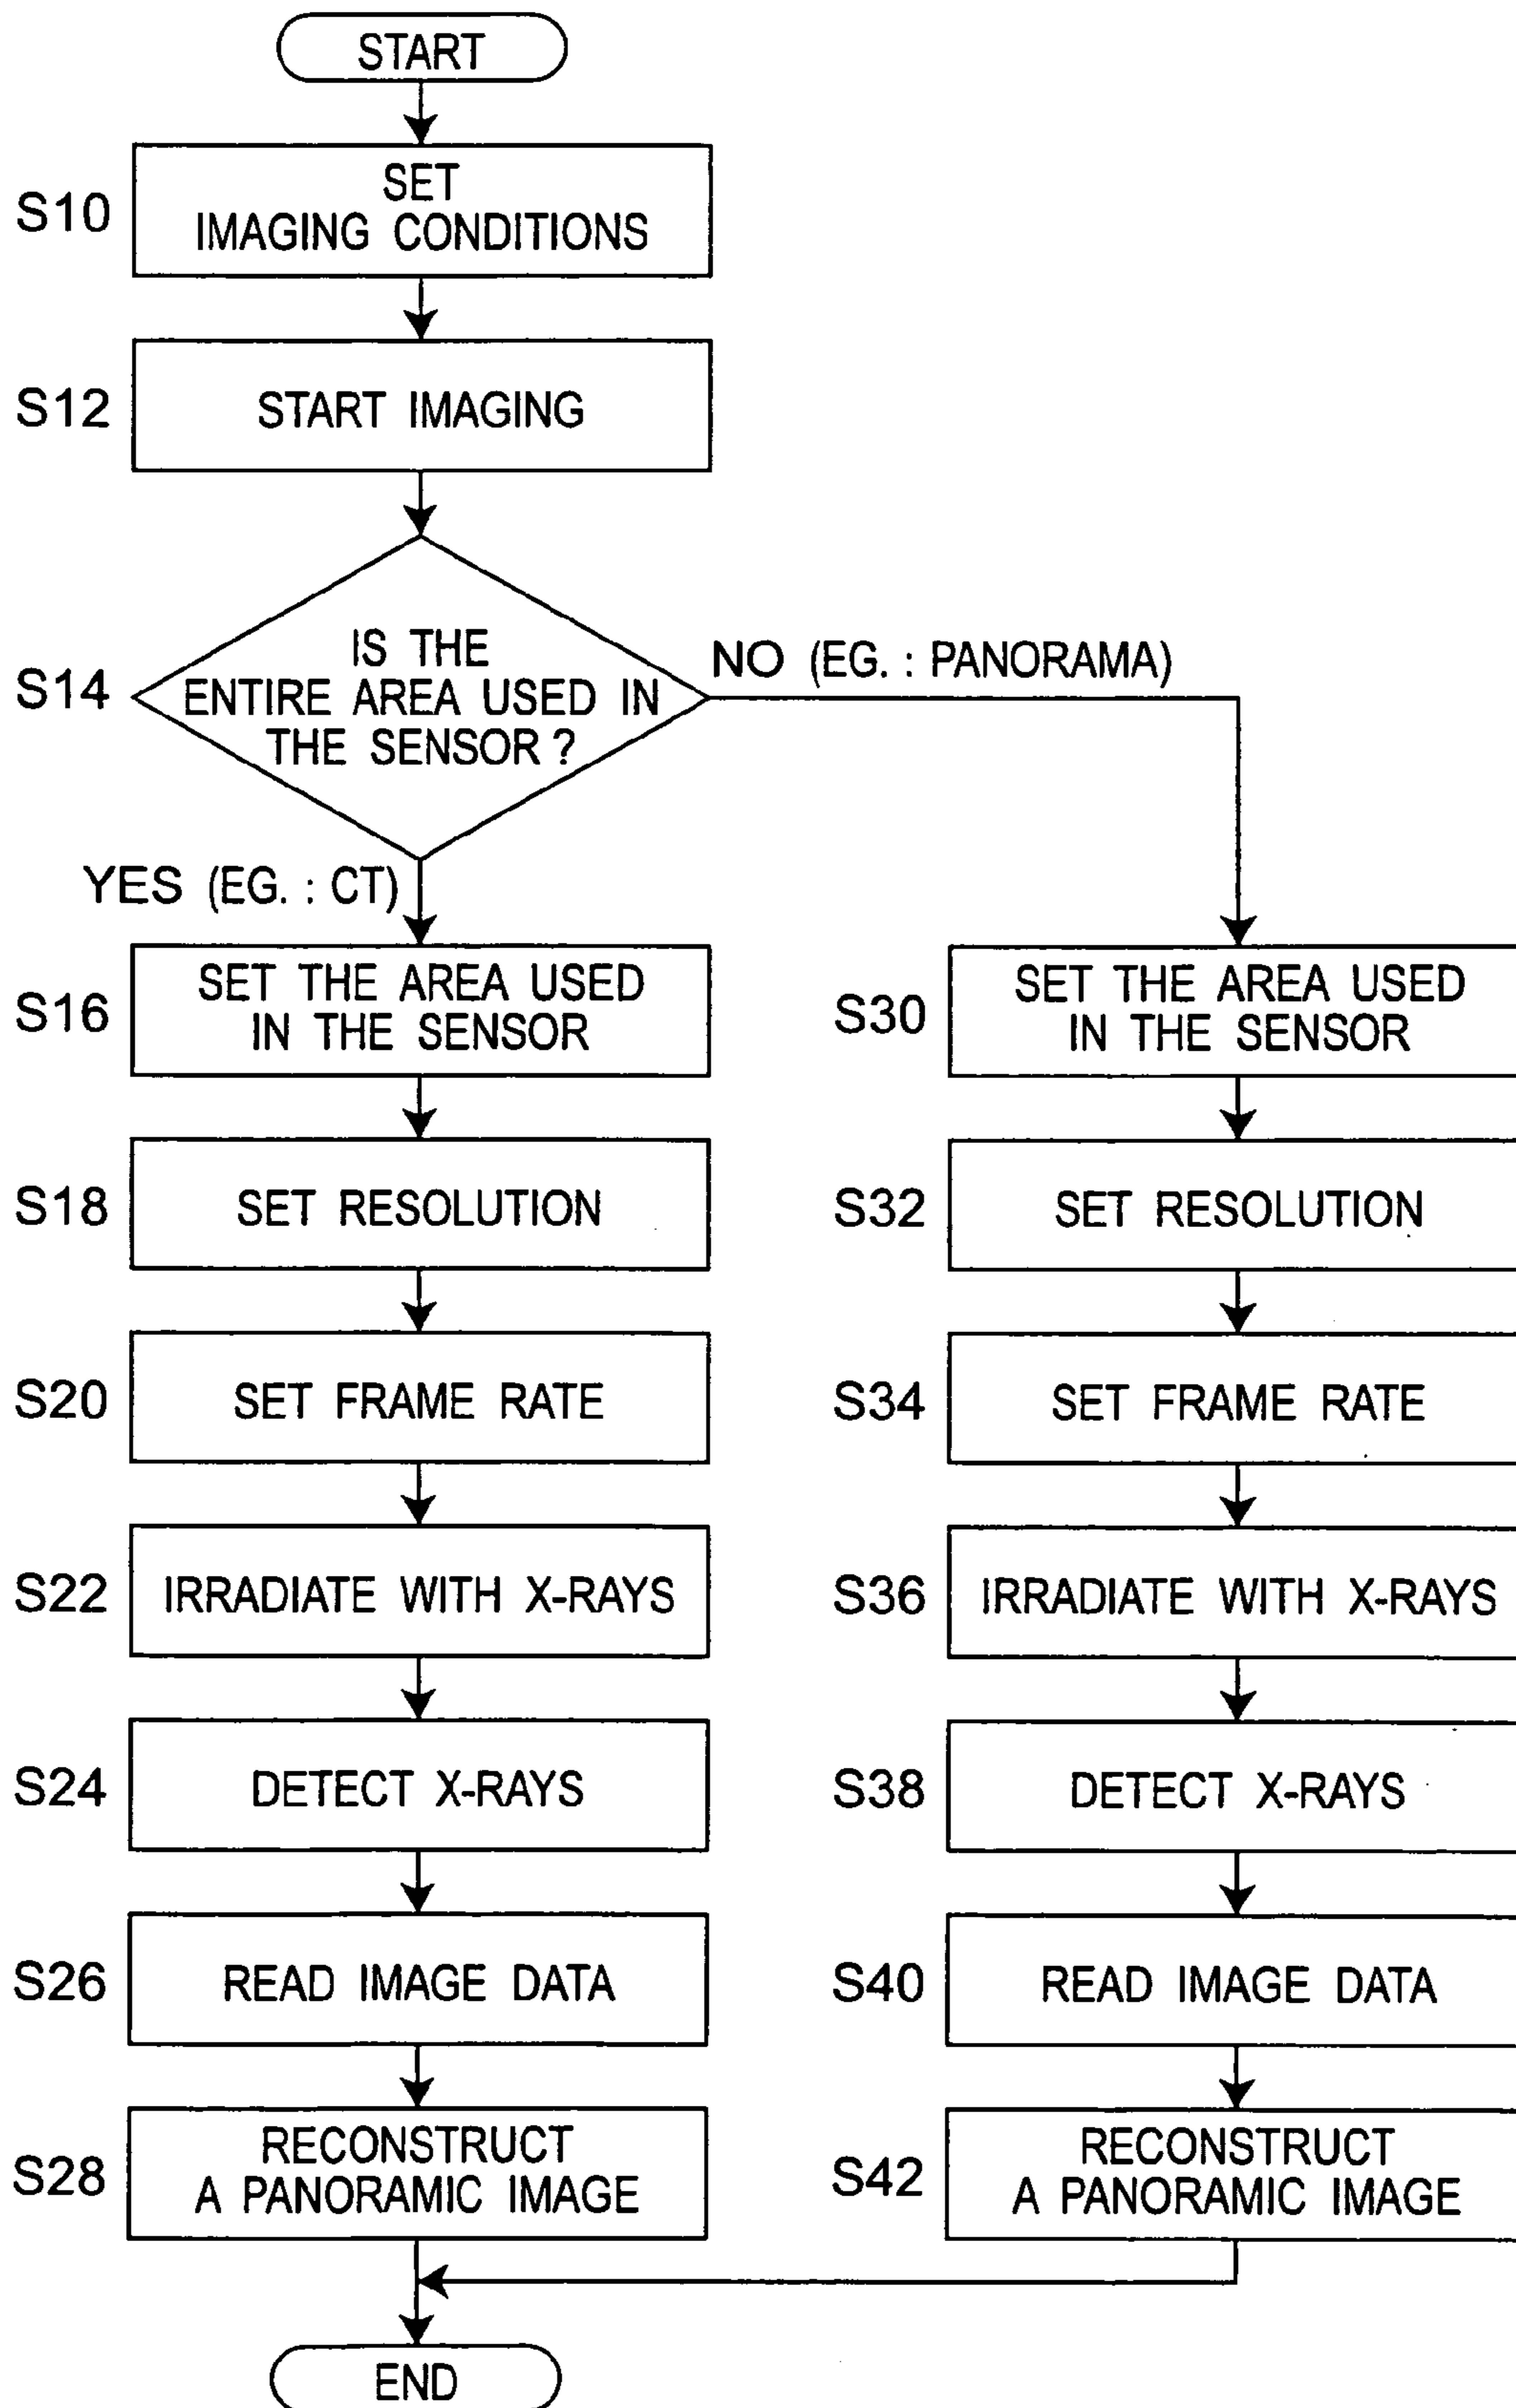 START
S10
SET
IMAGING CONDITIONS
S12
START IMAGING
S14
IS THE
ENTIRE AREA USED IN
THE SENSOR ?
NO (EG. : PANORAMA)
YES (EG. : CT)
S16
SET THE AREA USED
IN THE SENSOR
S18
SET RESOLUTION
S20
SET FRAME RATE
S22
IRRADIATE WITH X-RAYS
S24
DETECT X-RAYS
S26
READ IMAGE DATA
S28
RECONSTRUCT
A PANORAMIC IMAGE
S30
SET THE AREA USED
IN THE SENSOR
S32
SET RESOLUTION
S34
SET FRAME RATE
S36
IRRADIATE WITH X-RAYS
S38
DETECT X-RAYS
S40
READ IMAGE DATA
S42
RECONSTRUCT
A PANORAMIC IMAGE
END